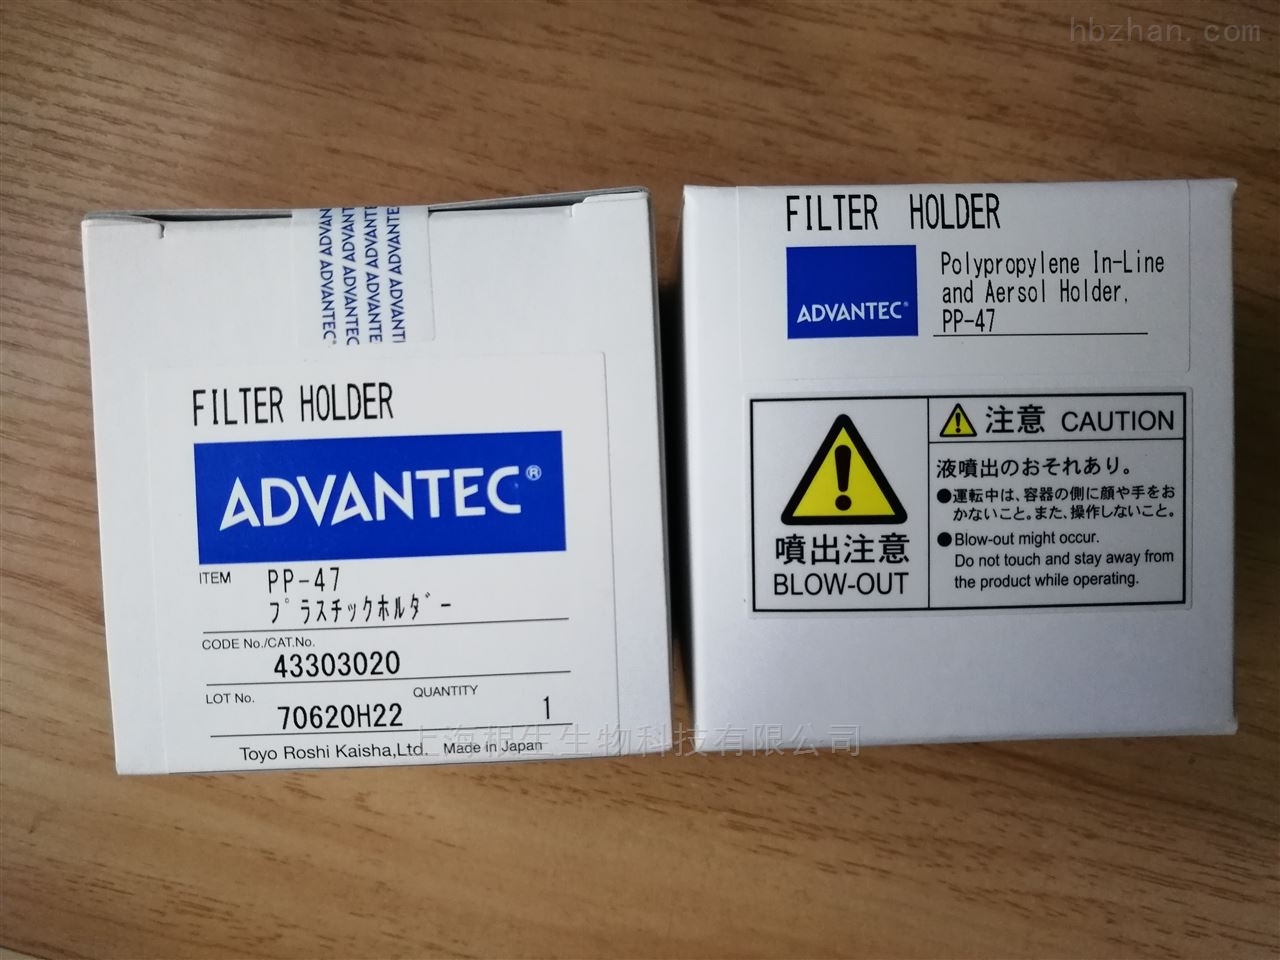 hbzhan.com
ADVANTEC ADVANTEC
FILTER HOLDER
ADVANTEC®
ITEM PP-47
プラスチックホルダー
CODE No./CAT.No.
43303020
LOT No. 70620H22 QUANTITY 1
Toyo Roshi Kaisha,Ltd. Made in Japan
FILTER HOLDER
ADVANTEC®
Polypropylene In-Line
and Aersol Holder,
PP-47
噴出注意
BLOW-OUT
注意 CAUTION
液噴出のおそれあり。
●運転中は、容器の側に顔や手をお
かないこと。また、操作しないこと。
●Blow-out might occur.
Do not touch and stay away from
the product while operating.
上海根生生物科技有限公司